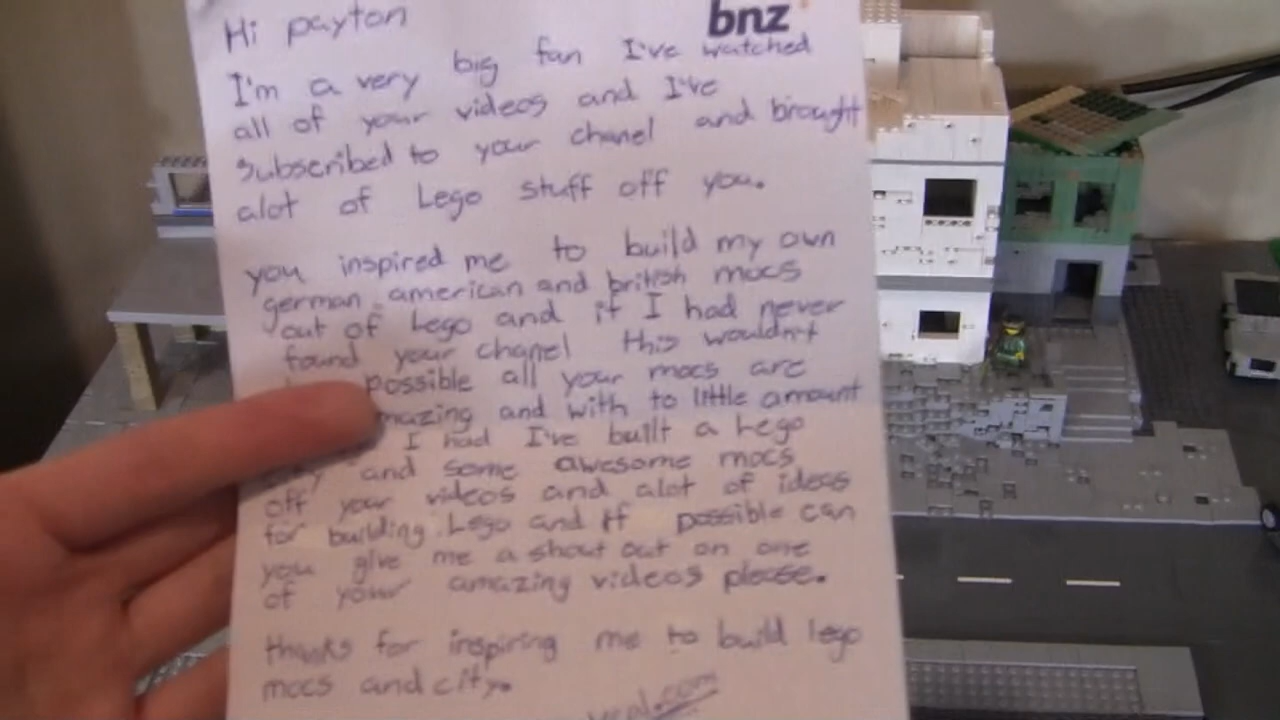 bnz
Hi payton
I'm a very big fan I've watched
all of your videos and I've
subscribed to your chanel and brought
alot of Lego stuff off you.
you inspired me to build my own
german american and british mocs
out of Lego and if I had never
found your chanel this wouldn't
possible all your mocs are
mazing and with to little amount
I had I've built a Lego
and some awesome mocs
off your videos and alot of ideas
for building Lego and If possible can
you give me a shout out on one
of your amazing videos please.
thanks for inspiring me to build lego
mocs and city.
.com